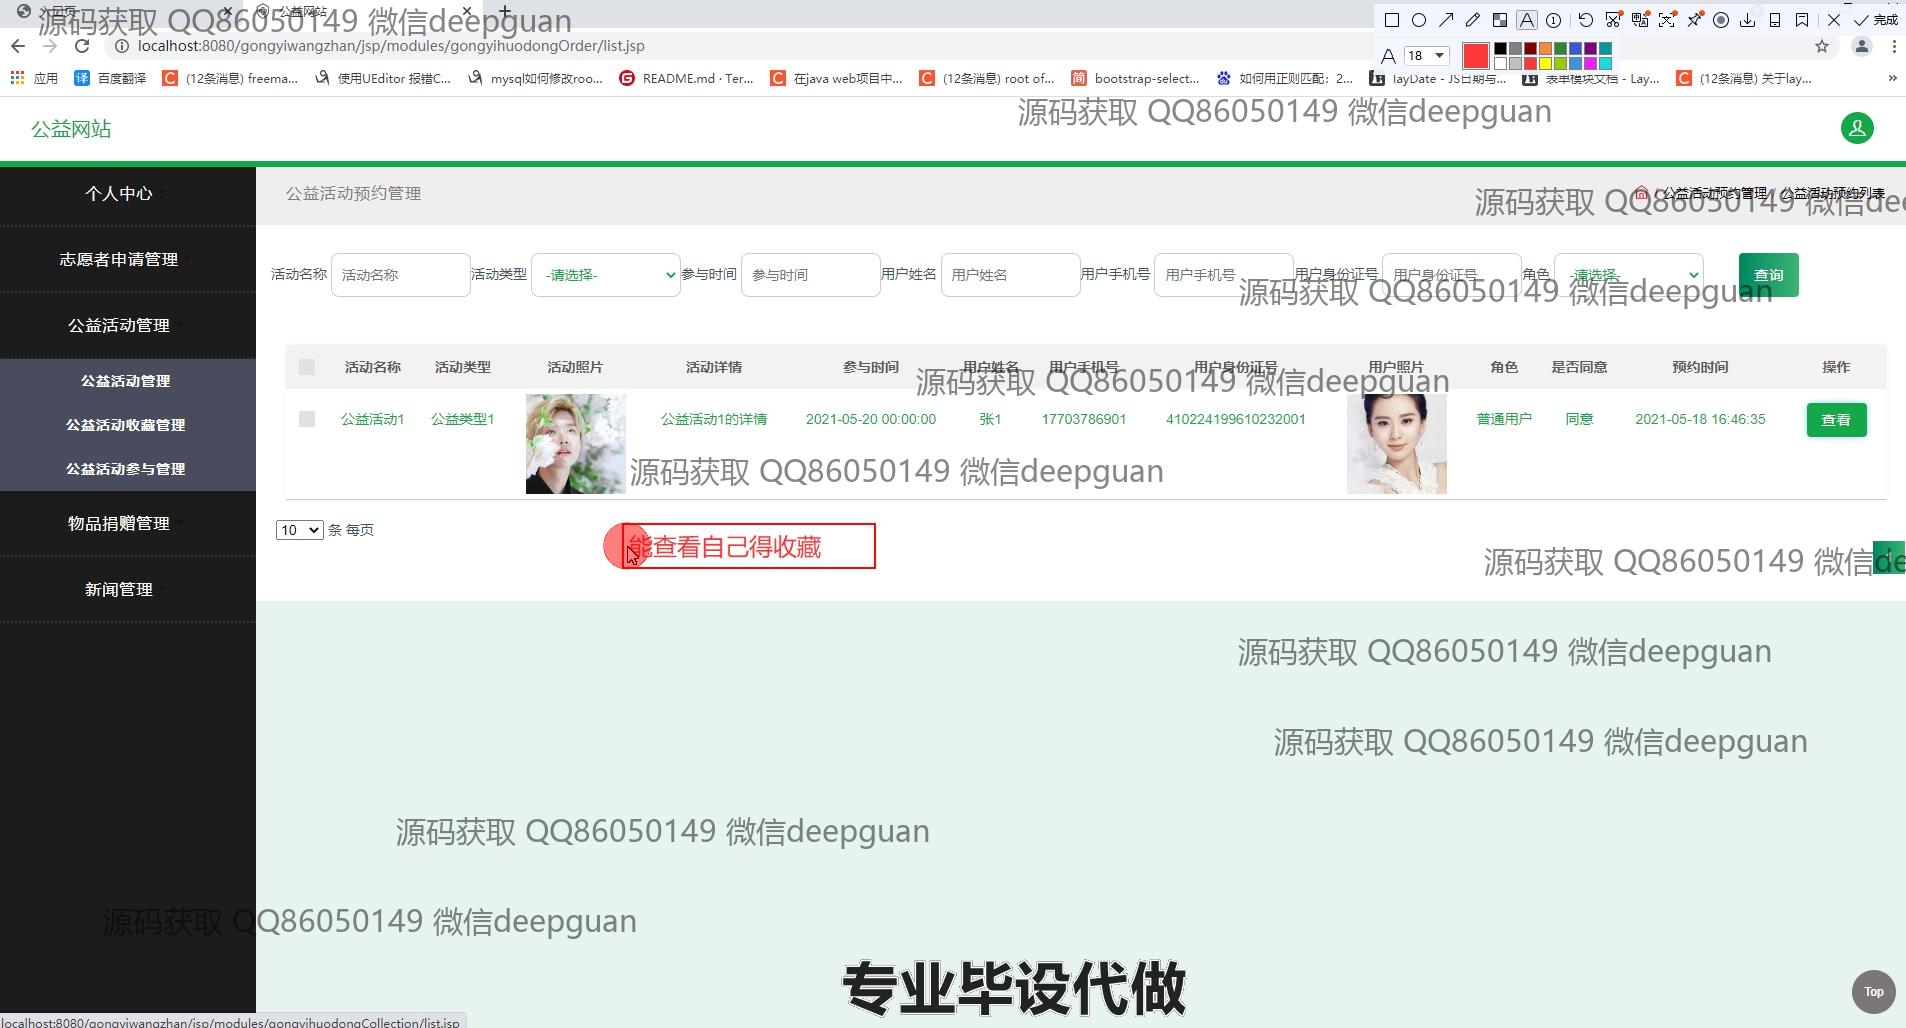 源码获取 QQ86050149 微信deepguan
公益网站
完成
localhost:8080/gongyiwangzhan/jsp/modules/gongyihuodongOrder/list.jsp
A 18
应用 百度翻译 (12条消息) freema... 使用UEditor 报错C... mysql如何修改roo... README.md · Ter... 在java web项目中... (12条消息) root of... bootstrap-select... 如何用正则匹配：2... layDate - JS日期与... 表单模块文档 - Lay... (12条消息) 关于lay... »
源码获取 QQ86050149 微信deepguan
公益网站
个人中心
公益活动预约管理
公益活动预约管理 / 公益活动预约列表
源码获取 QQ86050149 微信dee
志愿者申请管理
活动名称 活动名称 活动类型 -请选择- 参与时间 参与时间 用户姓名 用户姓名 用户手机号 用户手机号 用户身份证号 用户身份证号 角色 -请选择- 查询
源码获取 QQ86050149 微信deepguan
公益活动管理
活动名称 活动类型 活动照片 活动详情 参与时间 用户姓名 用户手机号 用户身份证号 用户照片 角色 是否同意 预约时间 操作
源码获取 QQ86050149 微信deepguan
公益活动管理
公益活动1 公益类型1 公益活动1的详情 2021-05-20 00:00:00 张1 17703786901 410224199610232001 普通用户 同意 2021-05-18 16:46:35 查看
公益活动收藏管理
公益活动参与管理
源码获取 QQ86050149 微信deepguan
物品捐赠管理
10 条 每页
能查看自己得收藏
源码获取 QQ86050149 微信de
新闻管理
源码获取 QQ86050149 微信deepguan
源码获取 QQ86050149 微信deepguan
源码获取 QQ86050149 微信deepguan
源码获取 QQ86050149 微信deepguan
专业毕设代做
Top
localhost:8080/gongyiwangzhan/jsp/modules/gongyihuodongCollection/list.jsp